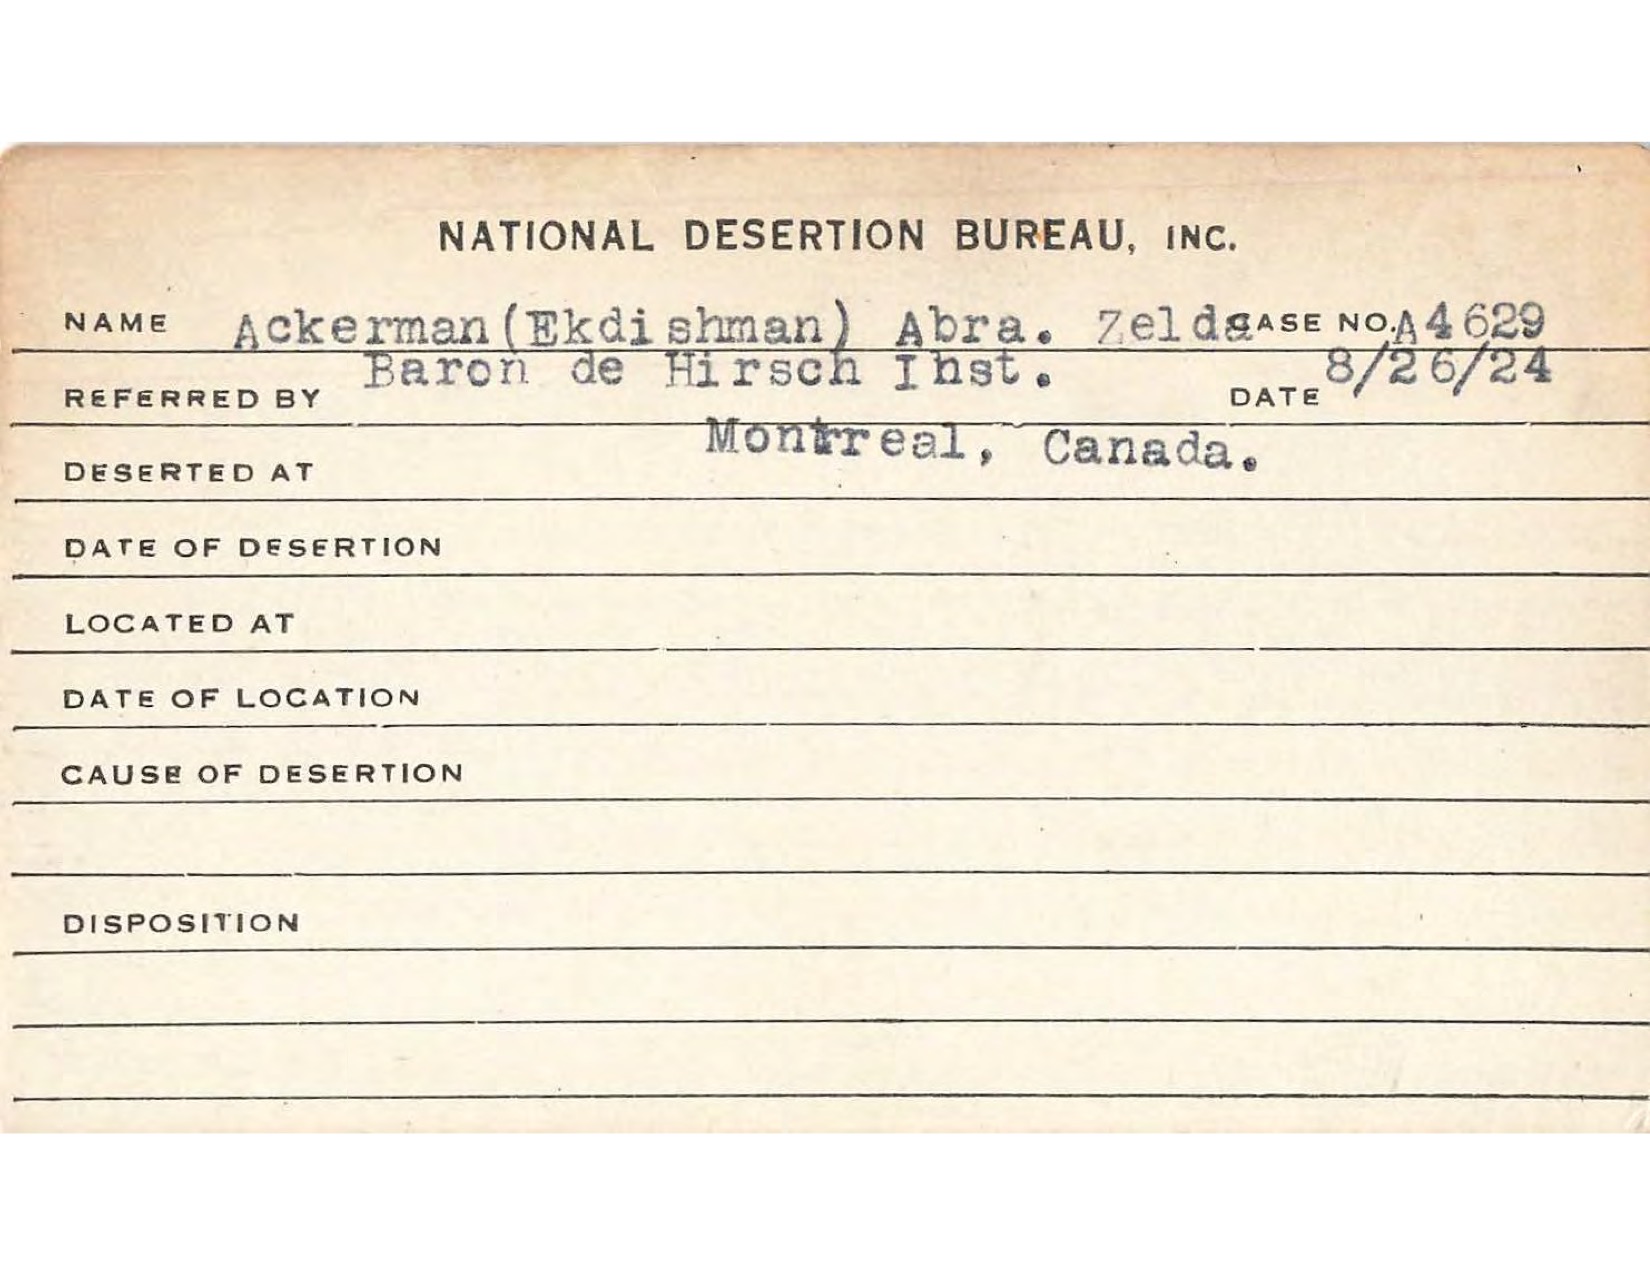 NATIONAL DESERTION BUREAU, INC.
NAME Ackerman(Ekdishman) Abra. Zelda CASE NO. A4629
REFERRED BY Baron de Hirsch Inst. DATE 8/26/24
Montreal, Canada.
DESERTED AT
DATE OF DESERTION
LOCATED AT
DATE OF LOCATION
CAUSE OF DESERTION
DISPOSITION